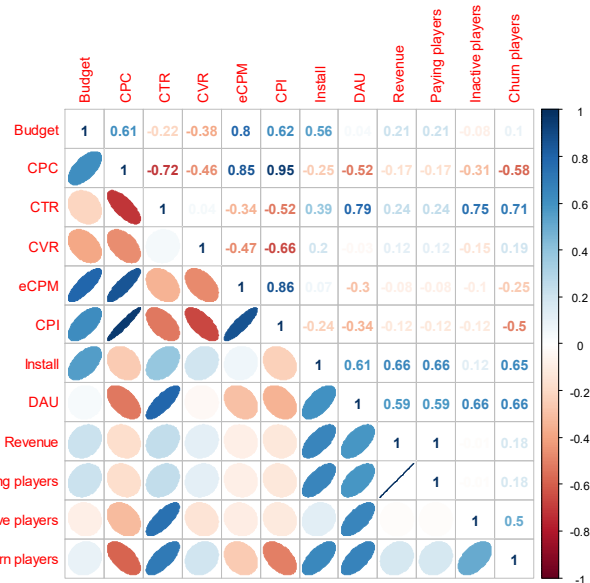 Budget CPC CTR CVR eCPM CPI Install DAU Revenue Paying players Inactive players Churn players
Budget 1 0.61 -0.22 -0.38 0.8 0.62 0.56 0.04 0.21 0.21 -0.08 0.1
CPC 1 -0.72 -0.46 0.85 0.95 -0.25 -0.52 -0.17 -0.17 -0.31 -0.58
CTR 1 0.04 -0.34 -0.52 0.39 0.79 0.24 0.24 0.75 0.71
CVR 1 -0.47 -0.66 0.2 -0.03 0.12 0.12 -0.15 0.19
eCPM 1 0.86 0.07 -0.3 -0.08 -0.08 -0.1 -0.25
CPI 1 -0.24 -0.34 -0.12 -0.12 -0.12 -0.5
Install 1 0.61 0.66 0.66 0.12 0.65
DAU 1 0.59 0.59 0.66 0.66
Revenue 1 1 0.18
ng players 1 0.18
ve players 1 0.5
rn players 1
1
0.8
0.6
0.4
0.2
0
-0.2
-0.4
-0.6
-0.8
-1